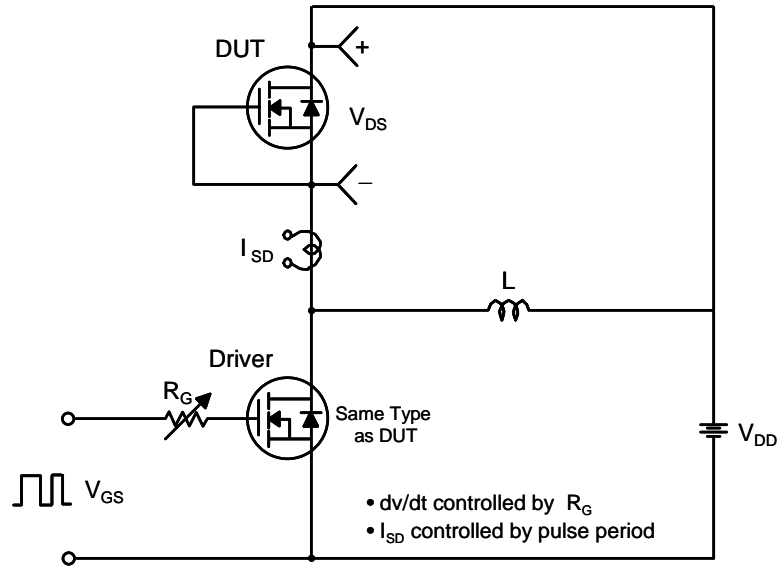 DUT
+
V_DS
–
I_SD
L
Driver
R_G
Same Type
as DUT
V_DD
V_GS
• dv/dt controlled by R_G
• I_SD controlled by pulse period